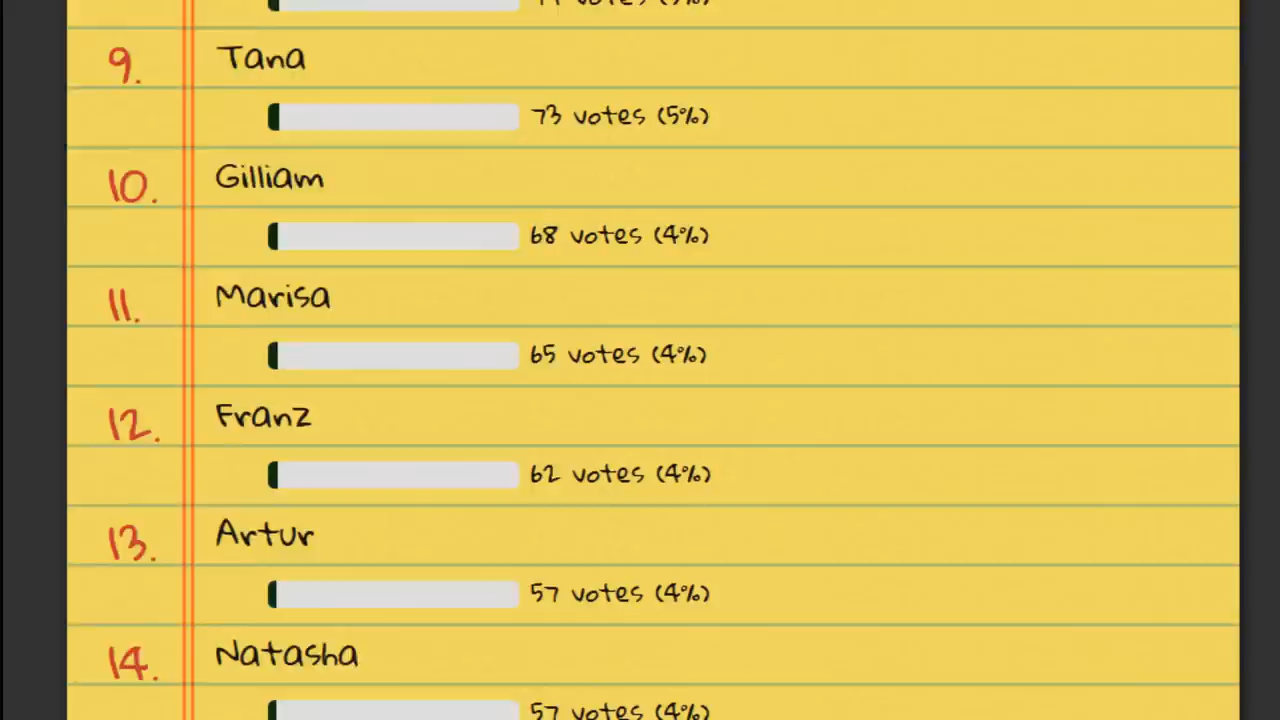 votes
9. Tana
73 votes (5%)
10. Gilliam
68 votes (4%)
11. Marisa
65 votes (4%)
12. Franz
62 votes (4%)
13. Artur
57 votes (4%)
14. Natasha
57 votes (4%)